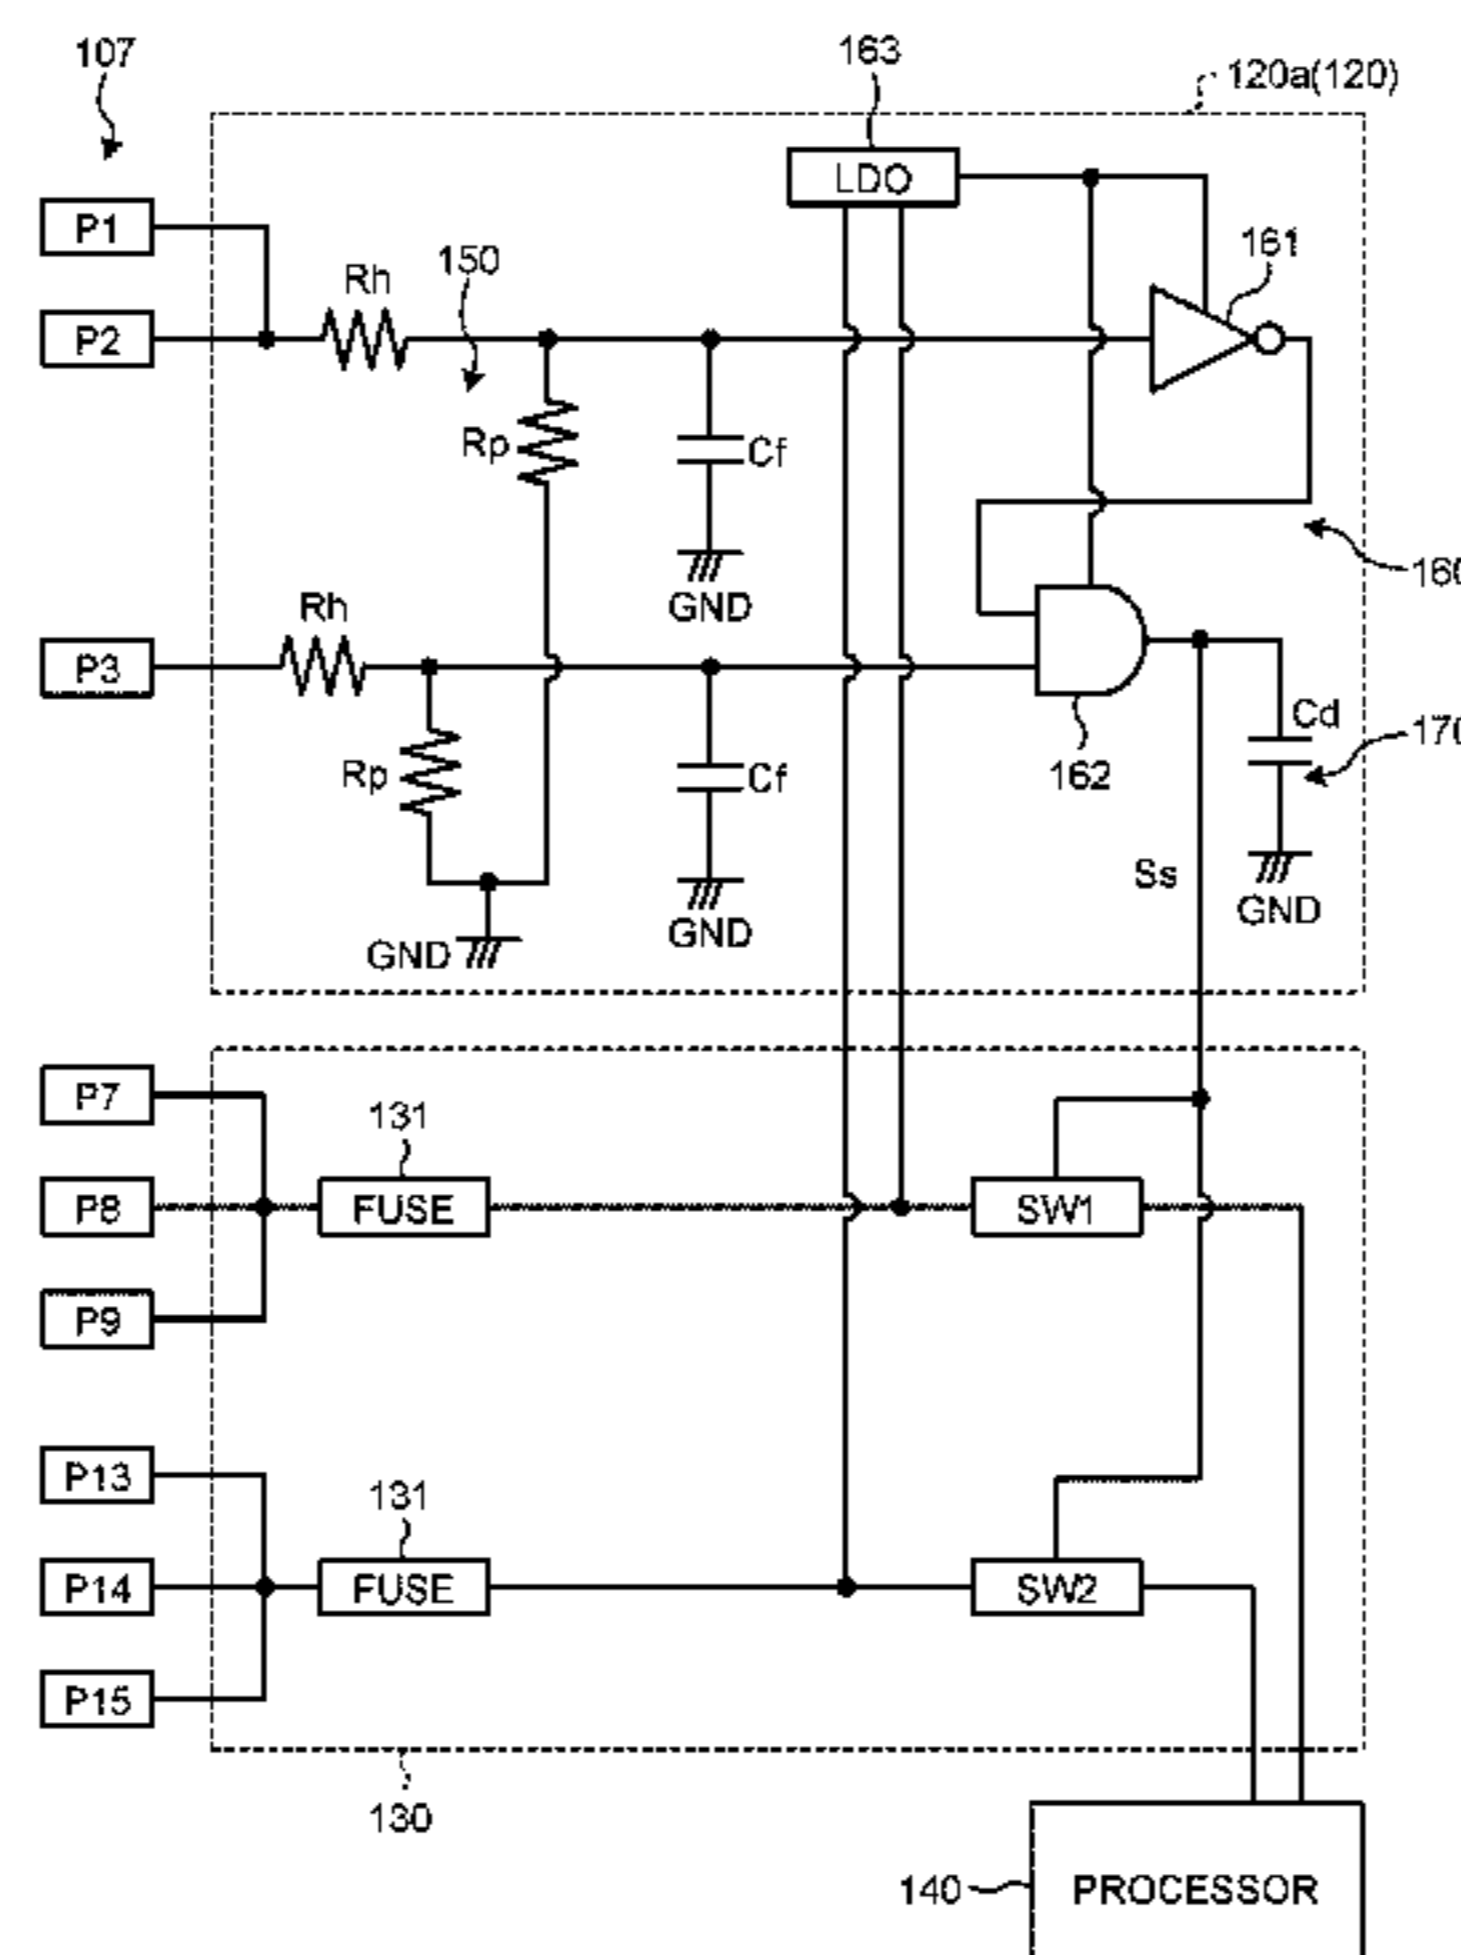 107
163
120a(120)
LDO
P1
161
150
Rh
P2
Rp
Cf
GND
Rh
P3
Cd
Rp
Cf
162
Ss
GND
GND
GND
P7
131
P8
FUSE
SW1
P9
P13
131
P14
FUSE
SW2
P15
130
140
PROCESSOR